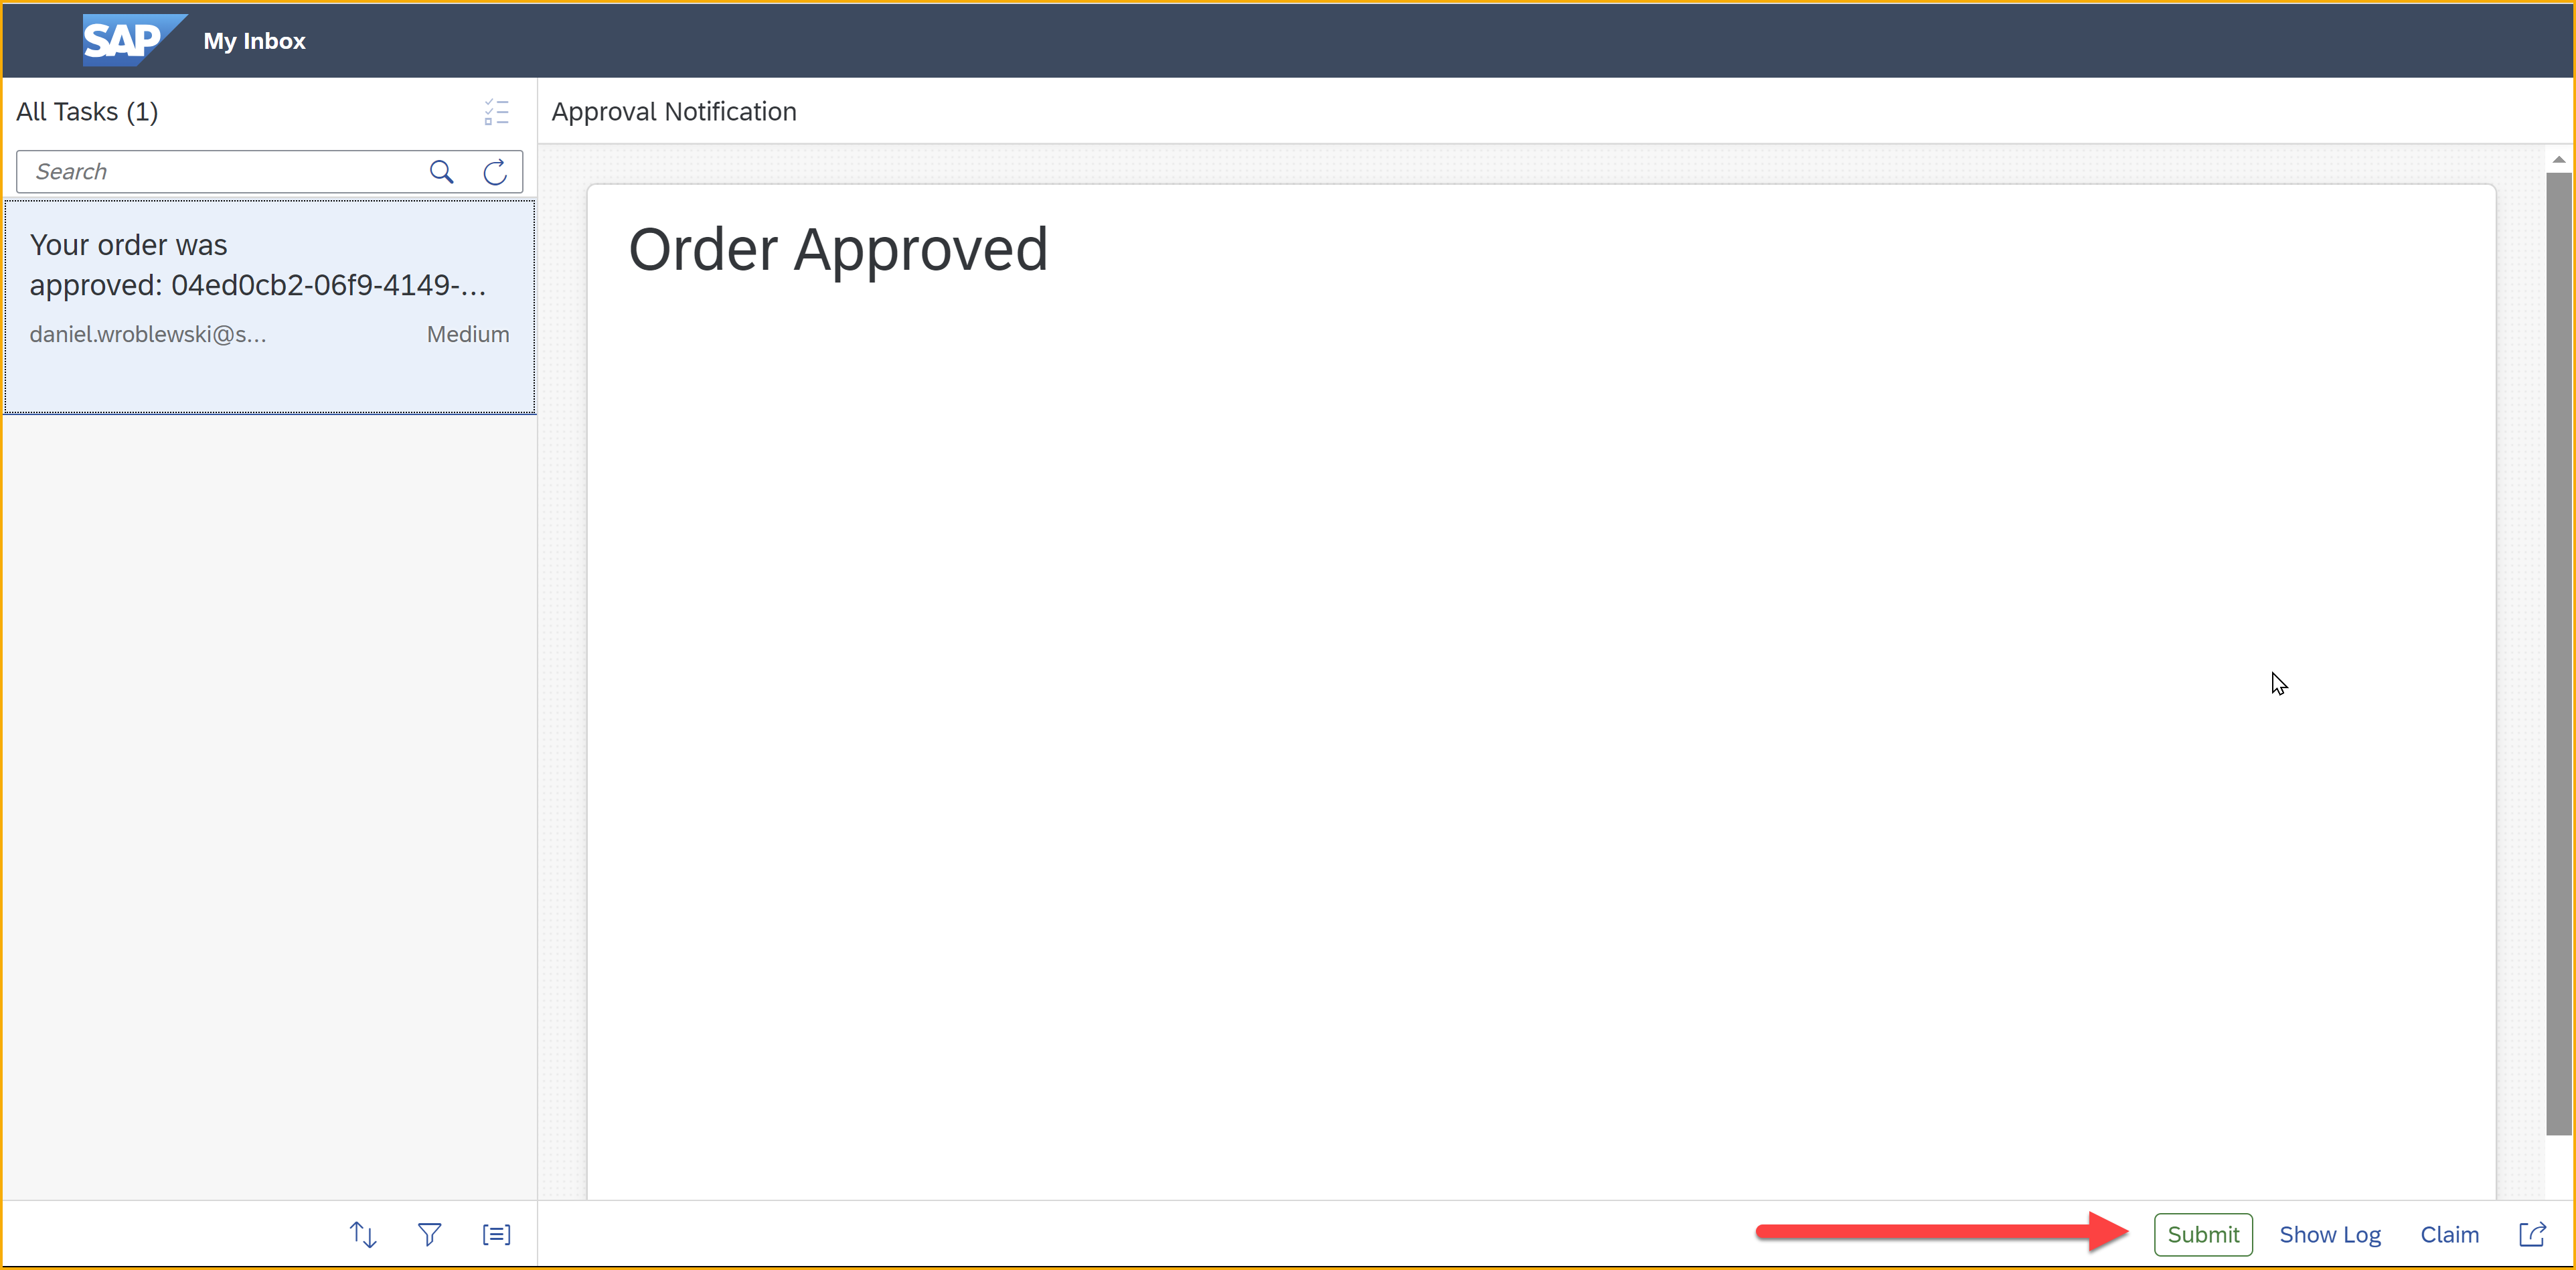 SAP My Inbox
All Tasks (1)
Search
Your order was
approved: 04ed0cb2-06f9-4149-...
daniel.wroblewski@s... Medium
Approval Notification
Order Approved
Submit Show Log Claim